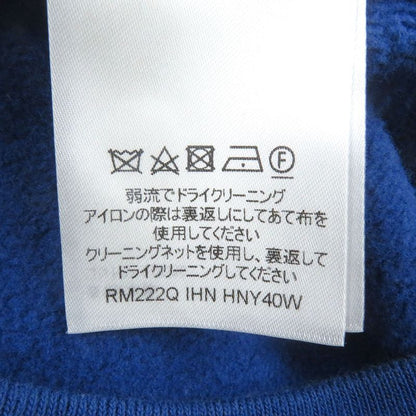 F
弱流でドライクリーニング
アイロンの際は裏返しにしてあて布を
使用してください
クリーニングネットを使用し、裏返して
ドライクリーニングしてください
RM222Q IHN HNY40W